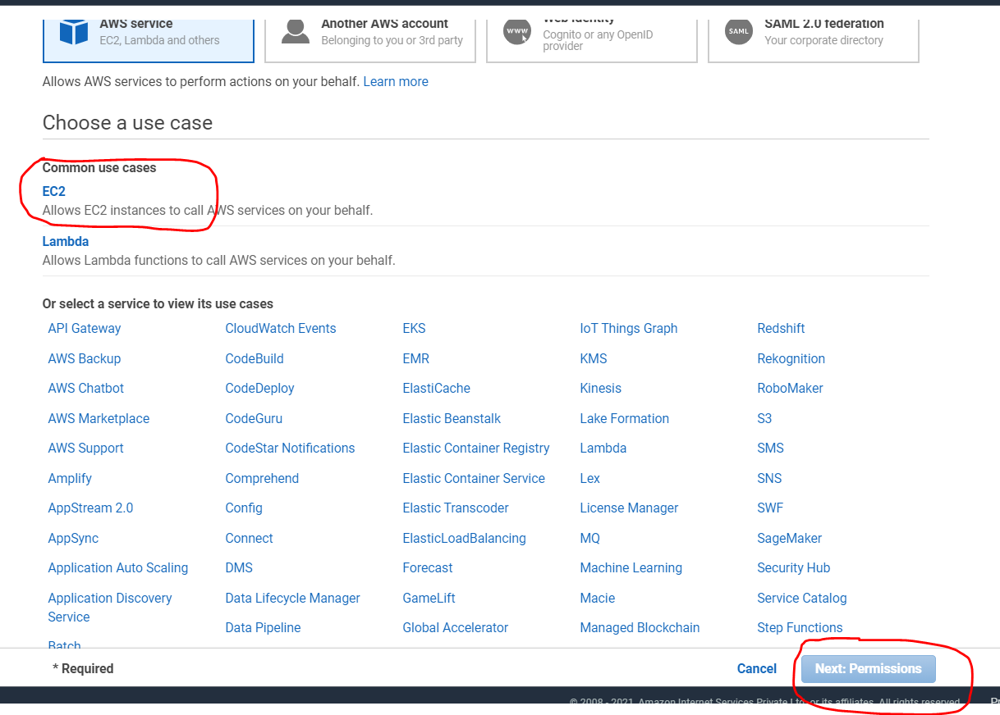 AWS service
EC2, Lambda and others
Another AWS account
Belonging to you or 3rd party
www
Web identity
Cognito or any OpenID
provider
SAML
SAML 2.0 federation
Your corporate directory
Allows AWS services to perform actions on your behalf. Learn more
Choose a use case
Common use cases
EC2
Allows EC2 instances to call AWS services on your behalf.
Lambda
Allows Lambda functions to call AWS services on your behalf.
Or select a service to view its use cases
API Gateway CloudWatch Events EKS IoT Things Graph Redshift
AWS Backup CodeBuild EMR KMS Rekognition
AWS Chatbot CodeDeploy ElastiCache Kinesis RoboMaker
AWS Marketplace CodeGuru Elastic Beanstalk Lake Formation S3
AWS Support CodeStar Notifications Elastic Container Registry Lambda SMS
Amplify Comprehend Elastic Container Service Lex SNS
AppStream 2.0 Config Elastic Transcoder License Manager SWF
AppSync Connect ElasticLoadBalancing MQ SageMaker
Application Auto Scaling DMS Forecast Machine Learning Security Hub
Application Discovery Data Lifecycle Manager GameLift Macie Service Catalog
Service
Data Pipeline Global Accelerator Managed Blockchain Step Functions
Batch
* Required Cancel Next: Permissions
© 2008 - 2021, Amazon Internet Services Private Ltd. or its affiliates. All rights reserved.